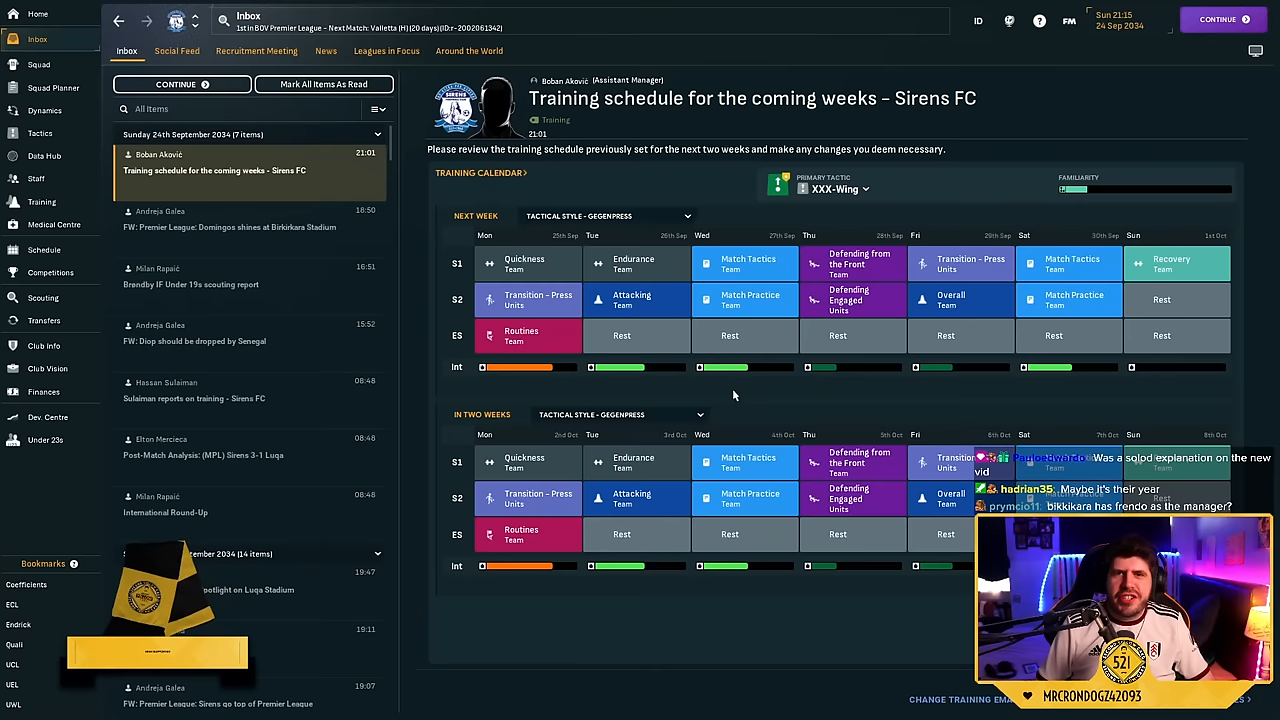 Home
Inbox
Squad
Squad Planner
Dynamics
Tactics
Data Hub
Staff
Training
Medical Centre
Schedule
Competitions
Scouting
Transfers
Club Info
Club Vision
Finances
Dev. Centre
Under 23s
Bookmarks
Coefficients
ECL
Endrick
Quali
UCL
UEL
UWL
Inbox
1st in BOV Premier League - Next Match: Valletta (H) (20 days) (ID:r-2002061342)
ID
FM
Sun 21:15
24 Sep 2034
CONTINUE
Inbox
Social Feed
Recruitment Meeting
News
Leagues in Focus
Around the World
CONTINUE
Mark All Items As Read
All Items
Sunday 24th September 2034 (7 items)
Boban Aković 21:01
Training schedule for the coming weeks - Sirens FC
Andreja Galea 18:50
FW: Premier League: Domingos shines at Birkirkara Stadium
Milan Rapaić 16:51
Brøndby IF Under 19s scouting report
Andreja Galea 15:52
FW: Diop should be dropped by Senegal
Hassan Sulaiman 08:48
Sulaiman reports on training - Sirens FC
Elton Mercieca 08:48
Post-Match Analysis: (MPL) Sirens 3-1 Luqa
Milan Rapaić 08:48
International Round-Up
ember 2034 (14 items)
19:47
potlight on Luqa Stadium
19:11
Andreja Galea 19:07
FW: Premier League: Sirens go top of Premier League
SIRENS
Boban Aković (Assistant Manager)
Training schedule for the coming weeks - Sirens FC
Training
21:01
Please review the training schedule previously set for the next two weeks and make any changes you deem necessary.
TRAINING CALENDAR >
PRIMARY TACTIC
XXX-Wing
FAMILIARITY
NEXT WEEK TACTICAL STYLE - GEGENPRESS
Mon 25th Sep Tue 26th Sep Wed 27th Sep Thu 28th Sep Fri 29th Sep Sat 30th Sep Sun 1st Oct
S1
Quickness
Team
Endurance
Team
Match Tactics
Team
Defending from
the Front
Team
Transition - Press
Units
Match Tactics
Team
Recovery
Team
S2
Transition - Press
Units
Attacking
Team
Match Practice
Team
Defending
Engaged
Units
Overall
Team
Match Practice
Team
Rest
ES
Routines
Team
Rest
Rest
Rest
Rest
Rest
Rest
Int
IN TWO WEEKS TACTICAL STYLE - GEGENPRESS
Mon 2nd Oct Tue 3rd Oct Wed 4th Oct Thu 5th Oct Fri 6th Oct Sat 7th Oct Sun 8th Oct
S1
Quickness
Team
Endurance
Team
Match Tactics
Team
Defending from
the Front
Team
Transition
Units
S2
Transition - Press
Units
Attacking
Team
Match Practice
Team
Defending
Engaged
Units
Overall
Team
Rest
ES
Routines
Team
Rest
Rest
Rest
Rest
Int
Pauloedwardo: Was a solod explanation on the new
vid
hadrian35: Maybe it's their year
prymcio11: bikkikara has frendo as the manager?
521
MRCRONDOGZ42093
CHANGE TRAINING EMA